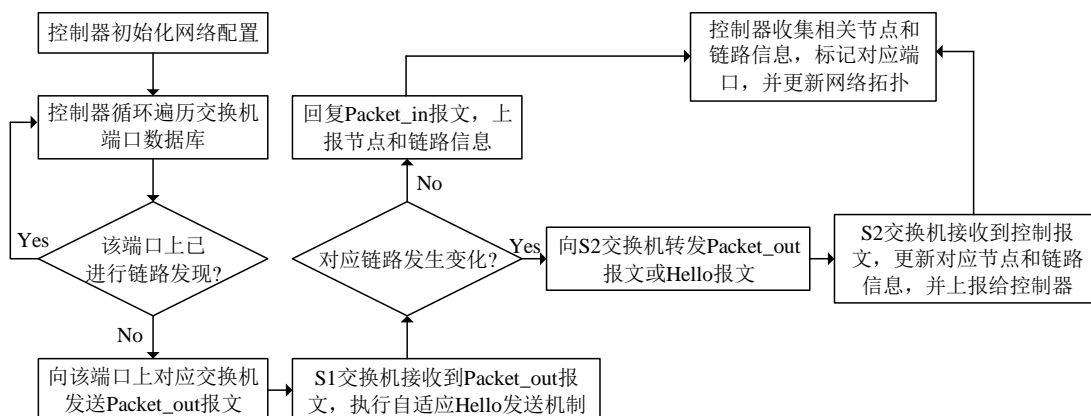 控制器初始化网络配置
控制器循环遍历交换机
端口数据库
Yes
该端口上已
进行链路发现?
No
向该端口上对应交换机
发送Packet_out报文
S1交换机接收到Packet_out报
文，执行自适应Hello发送机制
对应链路发生变化?
No
回复Packet_in报文，上
报节点和链路信息
Yes
向S2交换机转发Packet_out
报文或Hello报文
S2交换机接收到控制报
文，更新对应节点和链路
信息，并上报给控制器
控制器收集相关节点和
链路信息，标记对应端
口，并更新网络拓扑